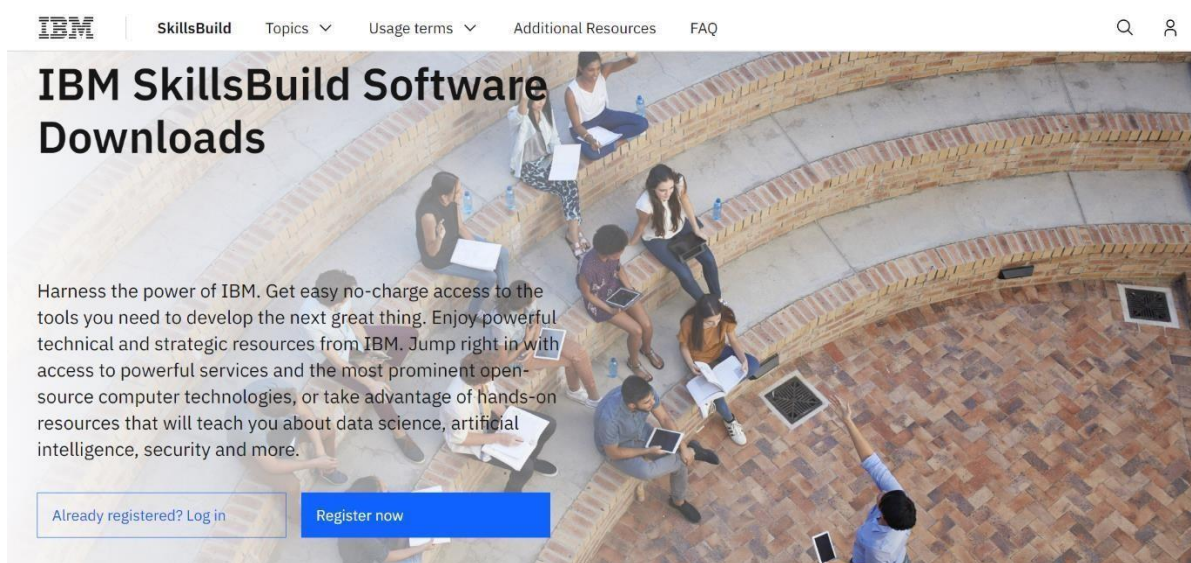 IBM SkillsBuild Topics Usage terms Additional Resources FAQ
IBM SkillsBuild Software
Downloads
Harness the power of IBM. Get easy no-charge access to the
tools you need to develop the next great thing. Enjoy powerful
technical and strategic resources from IBM. Jump right in with
access to powerful services and the most prominent open-
source computer technologies, or take advantage of hands-on
resources that will teach you about data science, artificial
intelligence, security and more.
Already registered? Log in Register now